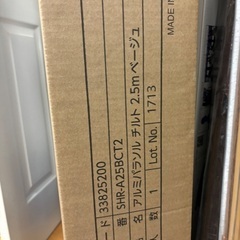 ード 33825200
番 SHR-A25BCT2
名 アルミパラソル チルト 2.5m ベージュ
数 1 Lot. No. 1713
MADE IN